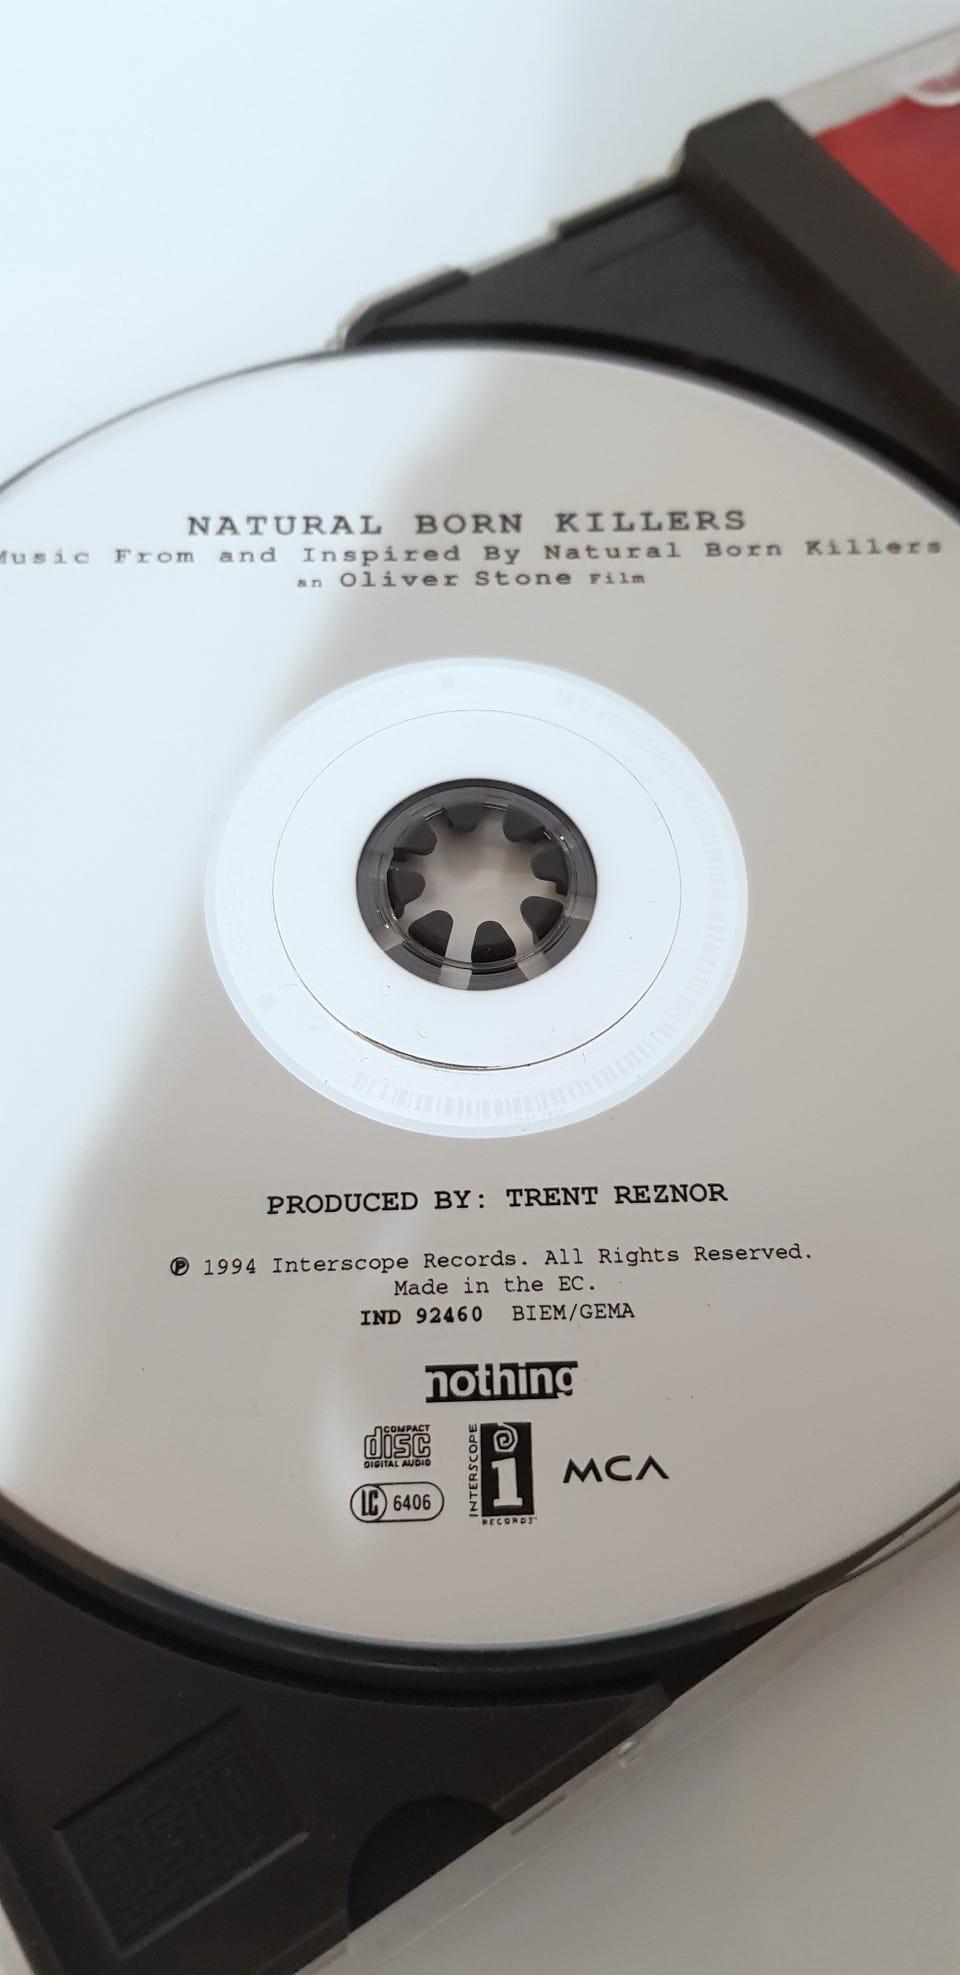 NATURAL BORN KILLERS
Music From and Inspired By Natural Born Killers
an Oliver Stone Film
PRODUCED BY: TRENT REZNOR
℗ 1994 Interscope Records. All Rights Reserved.
Made in the EC.
IND 92460 BIEM/GEMA
nothing
COMPACT
disc
DIGITAL AUDIO
LC 6406
INTERSCOPE
i
RECORDS
MCA